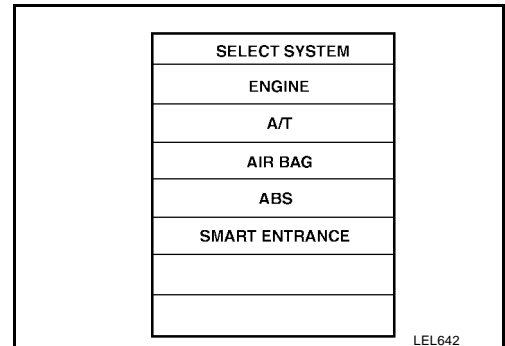 SELECT SYSTEM
ENGINE
A/T
AIR BAG
ABS
SMART ENTRANCE
LEL642